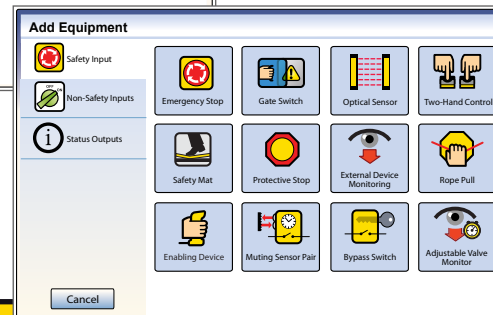 Add Equipment
Safety Input
OFF
ON
Non-Safety Inputs
i
Status Outputs
Emergency Stop
Gate Switch
Optical Sensor
Two-Hand Control
Safety Mat
Protective Stop
External Device
Monitoring
Rope Pull
Enabling Device
Muting Sensor Pair
Bypass Switch
Adjustable Valve
Monitor
Cancel